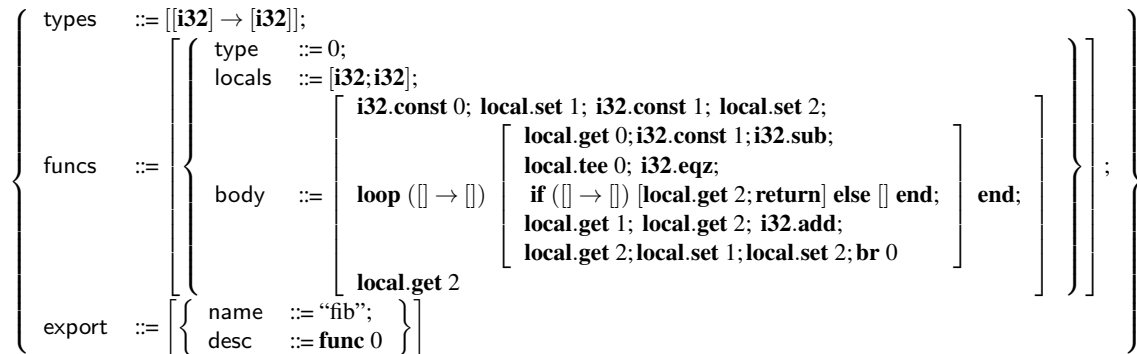 types ::= [[i32] → [i32]];
type ::= 0;
locals ::= [i32;i32];
i32.const 0; local.set 1; i32.const 1; local.set 2;
local.get 0;i32.const 1;i32.sub;
local.tee 0; i32.eqz;
funcs ::= body ::= loop ([] → []) if ([] → []) [local.get 2;return] else [] end; end; ;
local.get 1; local.get 2; i32.add;
local.get 2;local.set 1;local.set 2;br 0
local.get 2
name ::= “fib”;
export ::=
desc ::= func 0